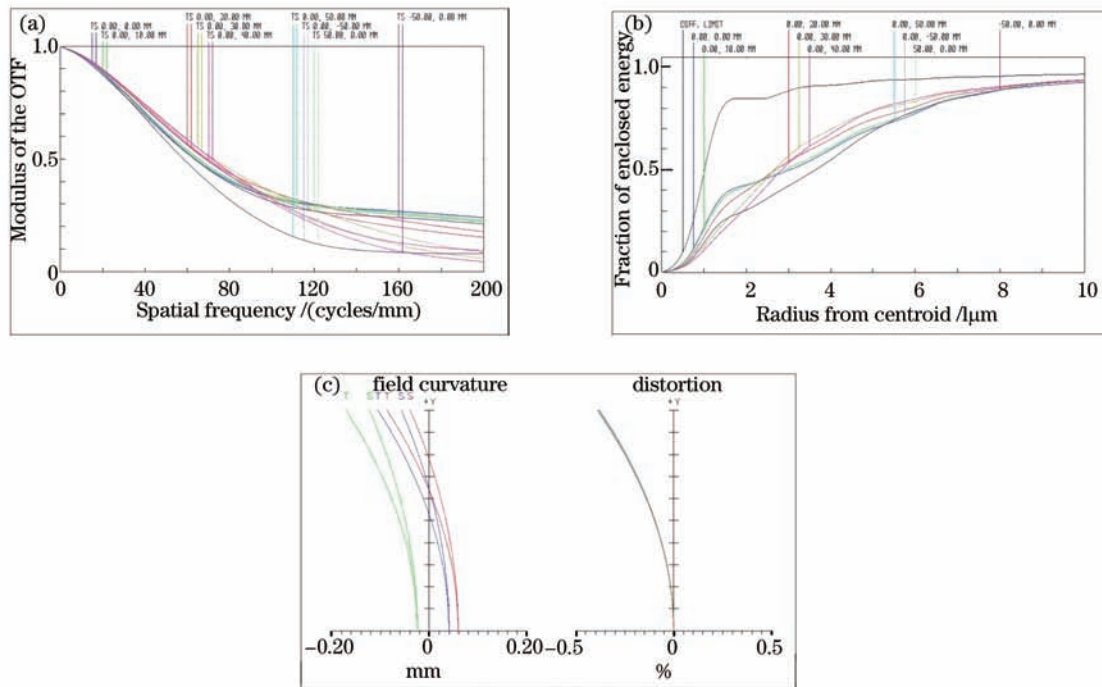 (a)
TS 0.00, 0.00 MM
TS 0.00, 10.00 MM
TS 0.00, 20.00 MM
TS 0.00, 30.00 MM
TS 0.00, 40.00 MM
TS 0.00, 50.00 MM
TS 0.00, -50.00 MM
TS 50.00, 0.00 MM
TS -50.00, 0.00 MM
Modulus of the OTF
1.0
0.5
0
0 40 80 120 160 200
Spatial frequency /(cycles/mm)
(b)
DIFF. LIMIT
0.00, 0.00 MM
0.00, 10.00 MM
0.00, 20.00 MM
0.00, 30.00 MM
0.00, 40.00 MM
0.00, 50.00 MM
0.00, -50.00 MM
50.00, 0.00 MM
-50.00, 0.00 MM
Fraction of enclosed energy
1.0
0.5
0
0 2 4 6 8 10
Radius from centroid /lμm
(c)
field curvature
T STT SS
+Y
-0.20 0 0.20
mm
distortion
+Y
-0.5 0 0.5
%